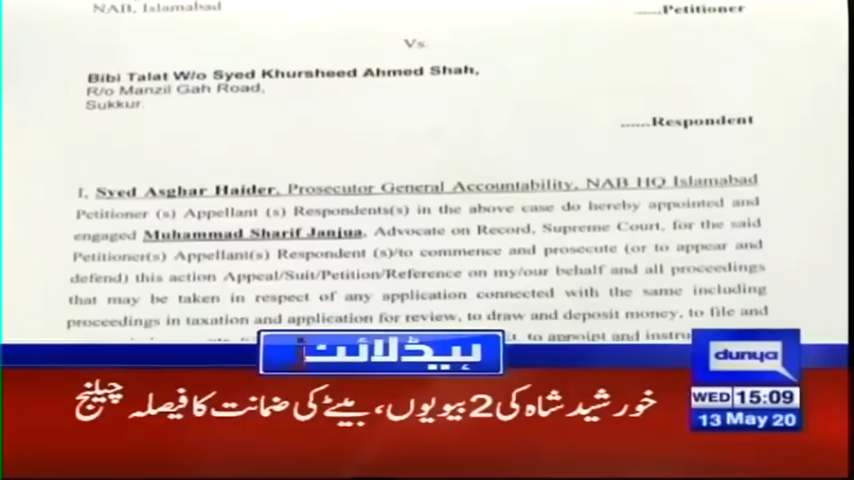 NAB, Islamabad
......Petitioner
Vs.
Bibi Talat W/o Syed Khursheed Ahmed Shah,
R/o Manzil Gah Road,
Sukkur.
......Respondent
I, Syed Asghar Haider, Prosecutor General Accountability, NAB HQ Islamabad
Petitioner (s) Appellant (s) Respondents(s) in the above case do hereby appointed and
engaged Muhammad Sharif Janjua, Advocate on Record, Supreme Court, for the said
Petitioner(s) Appellant(s) Respondent (s)/to commence and prosecute (or to appear and
defend) this action Appeal/Suit/Petition/Reference on my/our behalf and all proceedings
that may be taken in respect of any application connected with the same including
proceedings in taxation and application for review, to draw and deposit money, to file and
to appoint and
ہیڈلائنز
dunya
خورشید شاہ کی 2 بیویوں، بیٹے کی ضمانت کا فیصلہ چیلنج
WED 15:09
13 May 20